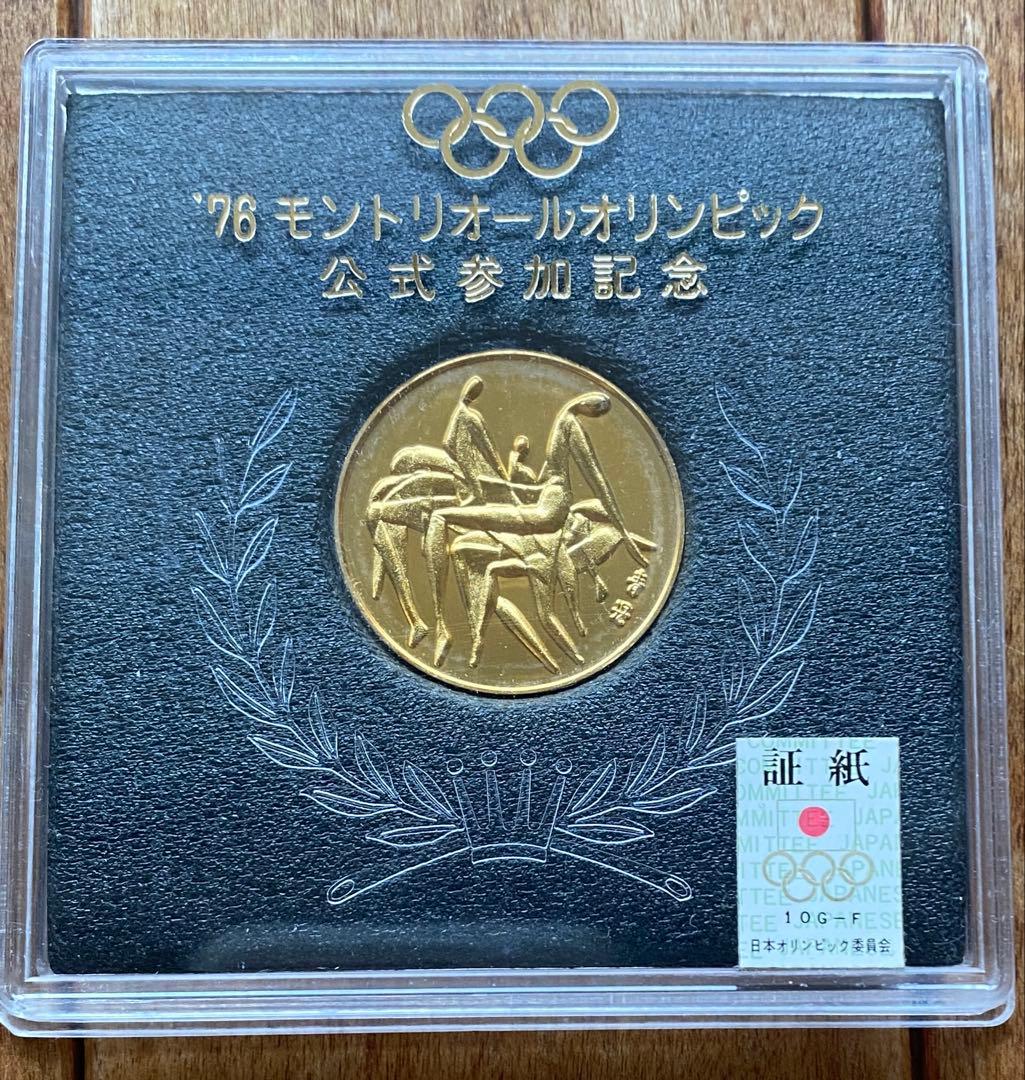 '76 モントリオールオリンピック
公式参加記念
証紙
10G-F
日本オリンピック委員会